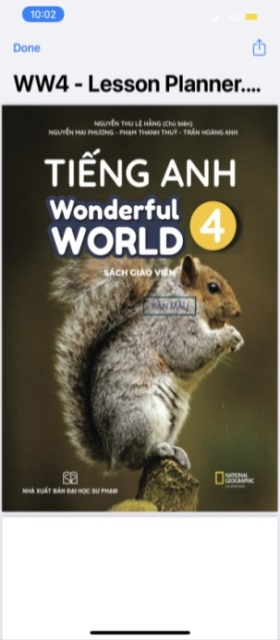 10:02
Done
WW4 - Lesson Planner....
NGUYỄN THU LÊ HẰNG (Chủ biên)
NGUYỄN MAI PHƯƠNG - PHẠM THANH THUỶ - TRẦN HOÀNG ANH
TIẾNG ANH
Wonderful
WORLD 4
SÁCH GIÁO VIÊN
BẢN MẪU
NHÀ XUẤT BẢN ĐẠI HỌC SƯ PHẠM
NATIONAL
GEOGRAPHIC
LEARNING